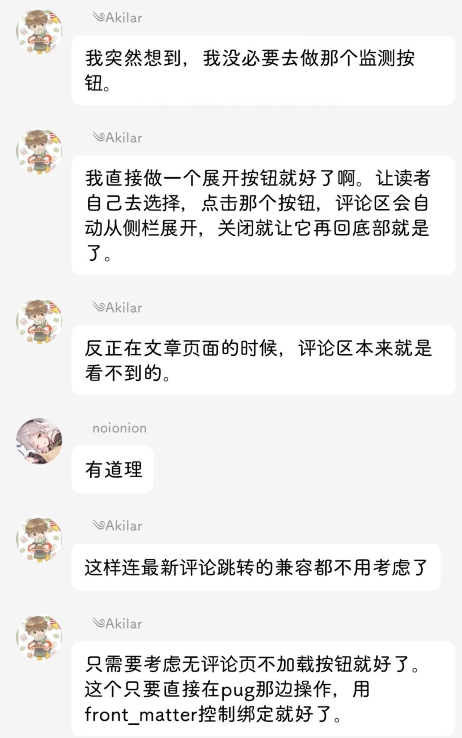 ༄Akilar
我突然想到，我没必要去做那个监测按
钮。
༄Akilar
我直接做一个展开按钮就好了啊。让读者
自己去选择，点击那个按钮，评论区会自
动从侧栏展开，关闭就让它再回底部就是
了。
༄Akilar
反正在文章页面的时候，评论区本来就是
看不到的。
noionion
有道理
༄Akilar
这样连最新评论跳转的兼容都不用考虑了
༄Akilar
只需要考虑无评论页不加载按钮就好了。
这个只要直接在pug那边操作，用
front_matter控制绑定就好了。